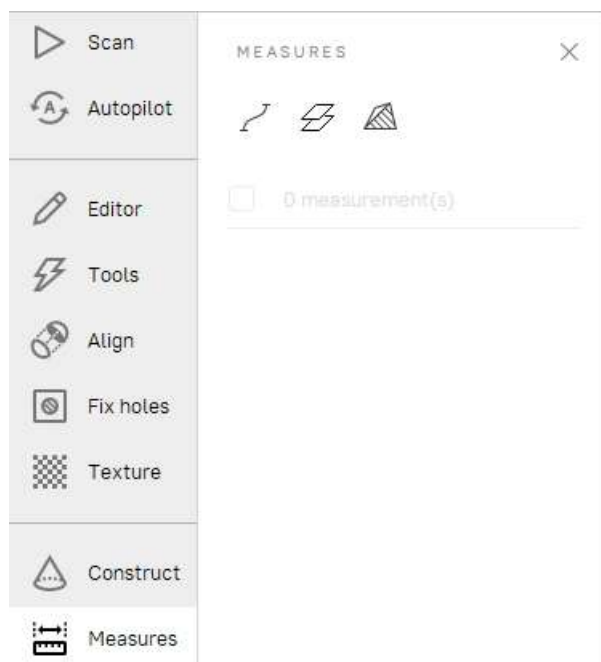 Scan
Autopilot
Editor
Tools
Align
Fix holes
Texture
Construct
Measures
MEASURES
0 measurement(s)